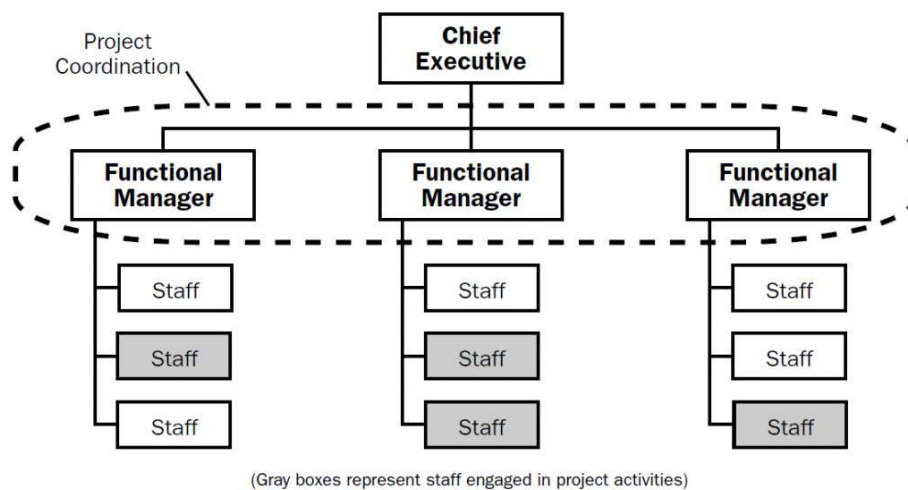 Project
Coordination
Chief
Executive
Functional
Manager
Functional
Manager
Functional
Manager
Staff
Staff
Staff
Staff
Staff
Staff
Staff
Staff
Staff
(Gray boxes represent staff engaged in project activities)